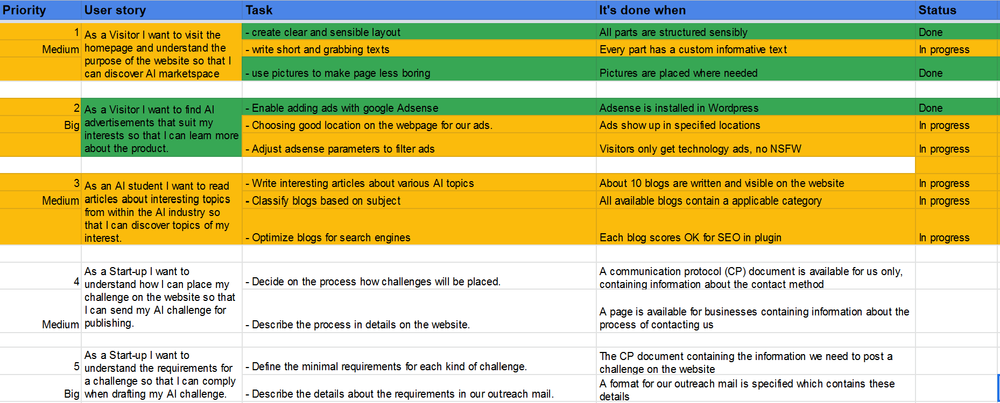 Priority User story Task It's done when Status
1 As a Visitor I want to visit the - create clear and sensible layout All parts are structured sensibly Done
Medium homepage and understand the - write short and grabbing texts Every part has a custom informative text In progress
purpose of the website so that I
can discover AI marketspace - use pictures to make page less boring Pictures are placed where needed Done
2 As a Visitor I want to find AI - Enable adding ads with google Adsense Adsense is installed in Wordpress Done
Big advertisements that suit my - Choosing good location on the webpage for our ads. Ads show up in specified locations In progress
interests so that I can learn more
about the product. - Adjust adsense parameters to filter ads Visitors only get technology ads, no NSFW In progress
3 As an AI student I want to read - Write interesting articles about various AI topics About 10 blogs are written and visible on the website In progress
Medium articles about interesting topics - Classify blogs based on subject All available blogs contain a applicable category In progress
from within the AI industry so
that I can discover topics of my
interest. - Optimize blogs for search engines Each blog scores OK for SEO in plugin In progress
As a Start-up I want to A communication protocol (CP) document is available for us only,
4 understand how I can place my - Decide on the process how challenges will be placed. containing information about the contact method
challenge on the website so that
I can send my AI challenge for A page is available for businesses containing information about the
Medium publishing. - Describe the process in details on the website. process of contacting us
As a Start-up I want to The CP document containing the information we need to post a
5 understand the requirements for - Define the minimal requirements for each kind of challenge. challenge on the website
a challenge so that I can comply A format for our outreach mail is specified which contains these
Big when drafting my AI challenge. - Describe the details about the requirements in our outreach mail. details